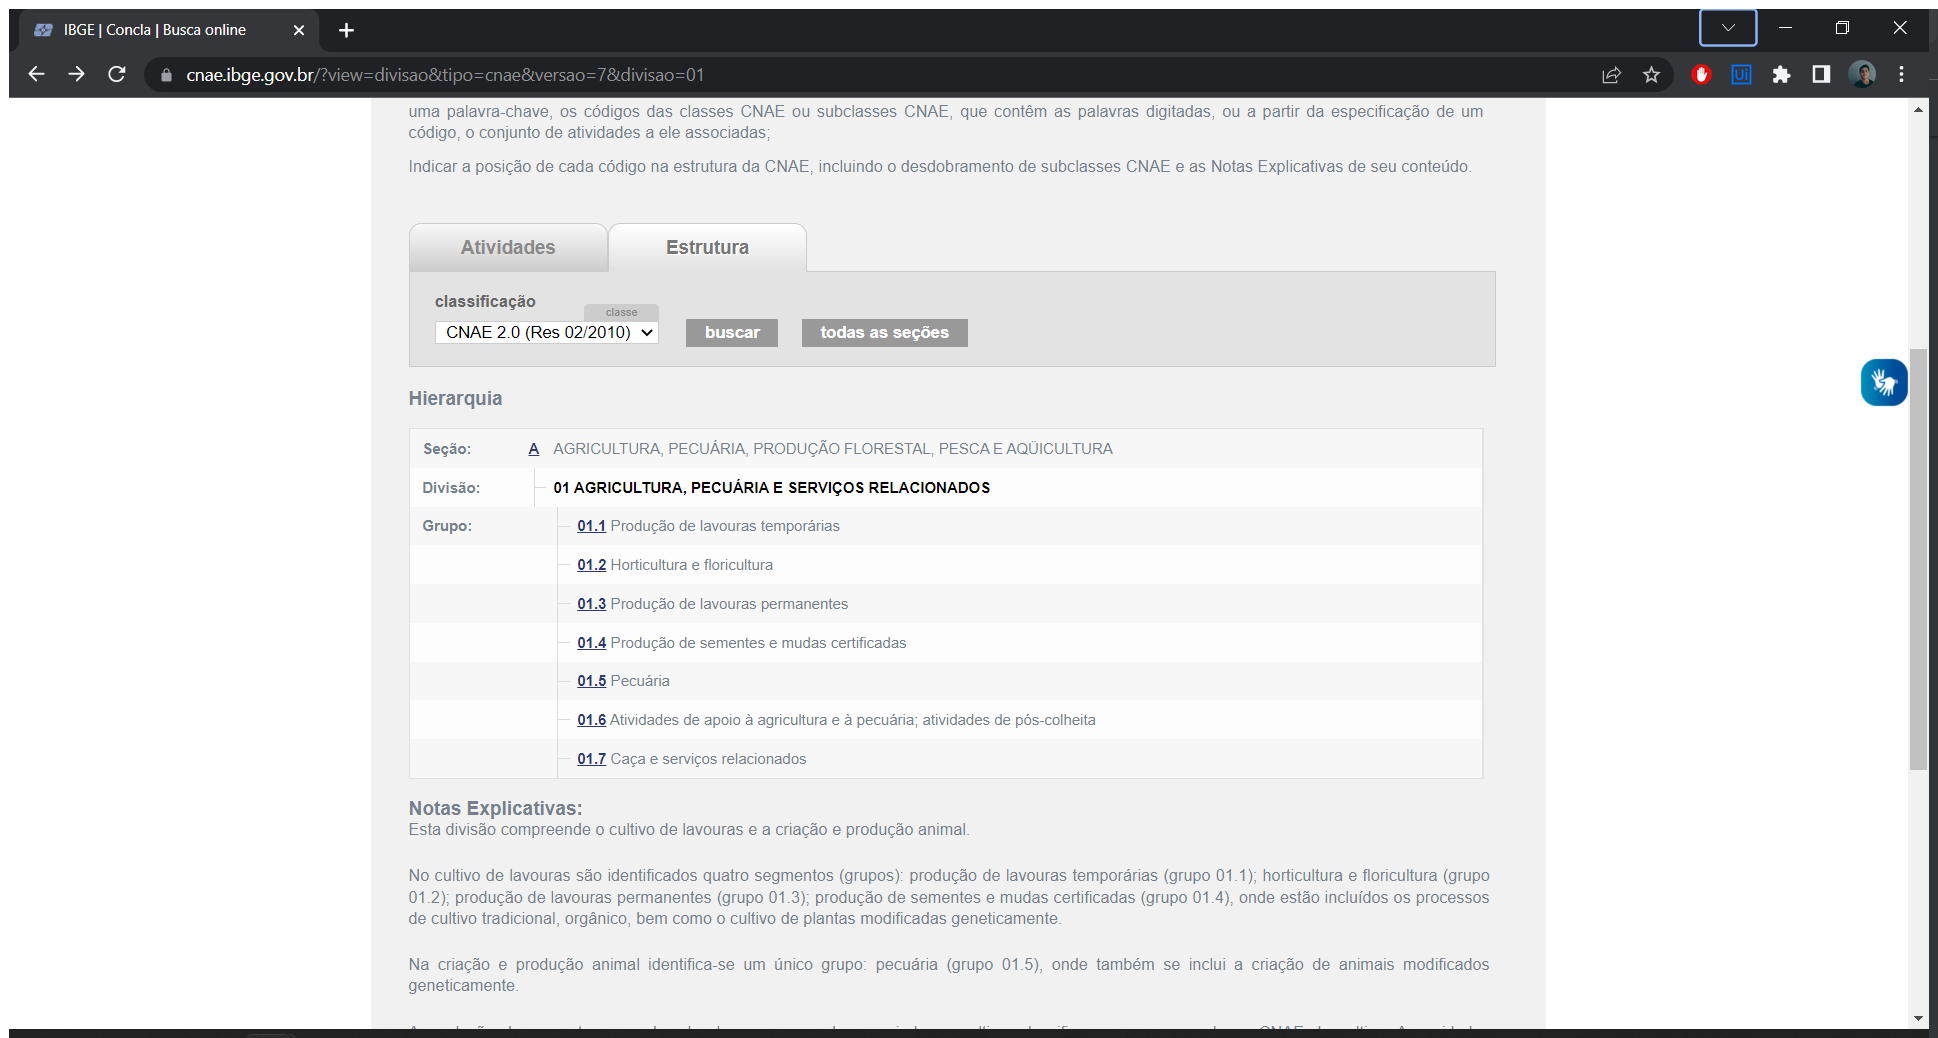 IBGE | Concla | Busca online
cnae.ibge.gov.br/?view=divisao&tipo=cnae&versao=7&divisao=01
Ui
uma palavra-chave, os códigos das classes CNAE ou subclasses CNAE, que contêm as palavras digitadas, ou a partir da especificação de um
código, o conjunto de atividades a ele associadas;
Indicar a posição de cada código na estrutura da CNAE, incluindo o desdobramento de subclasses CNAE e as Notas Explicativas de seu conteúdo.
Atividades Estrutura
classificação
classe
CNAE 2.0 (Res 02/2010) buscar todas as seções
Hierarquia
Seção: A AGRICULTURA, PECUÁRIA, PRODUÇÃO FLORESTAL, PESCA E AQÜICULTURA
Divisão: 01 AGRICULTURA, PECUÁRIA E SERVIÇOS RELACIONADOS
Grupo: 01.1 Produção de lavouras temporárias
01.2 Horticultura e floricultura
01.3 Produção de lavouras permanentes
01.4 Produção de sementes e mudas certificadas
01.5 Pecuária
01.6 Atividades de apoio à agricultura e à pecuária; atividades de pós-colheita
01.7 Caça e serviços relacionados
Notas Explicativas:
Esta divisão compreende o cultivo de lavouras e a criação e produção animal.
No cultivo de lavouras são identificados quatro segmentos (grupos): produção de lavouras temporárias (grupo 01.1); horticultura e floricultura (grupo
01.2); produção de lavouras permanentes (grupo 01.3); produção de sementes e mudas certificadas (grupo 01.4), onde estão incluídos os processos
de cultivo tradicional, orgânico, bem como o cultivo de plantas modificadas geneticamente.
Na criação e produção animal identifica-se um único grupo: pecuária (grupo 01.5), onde também se inclui a criação de animais modificados
geneticamente.